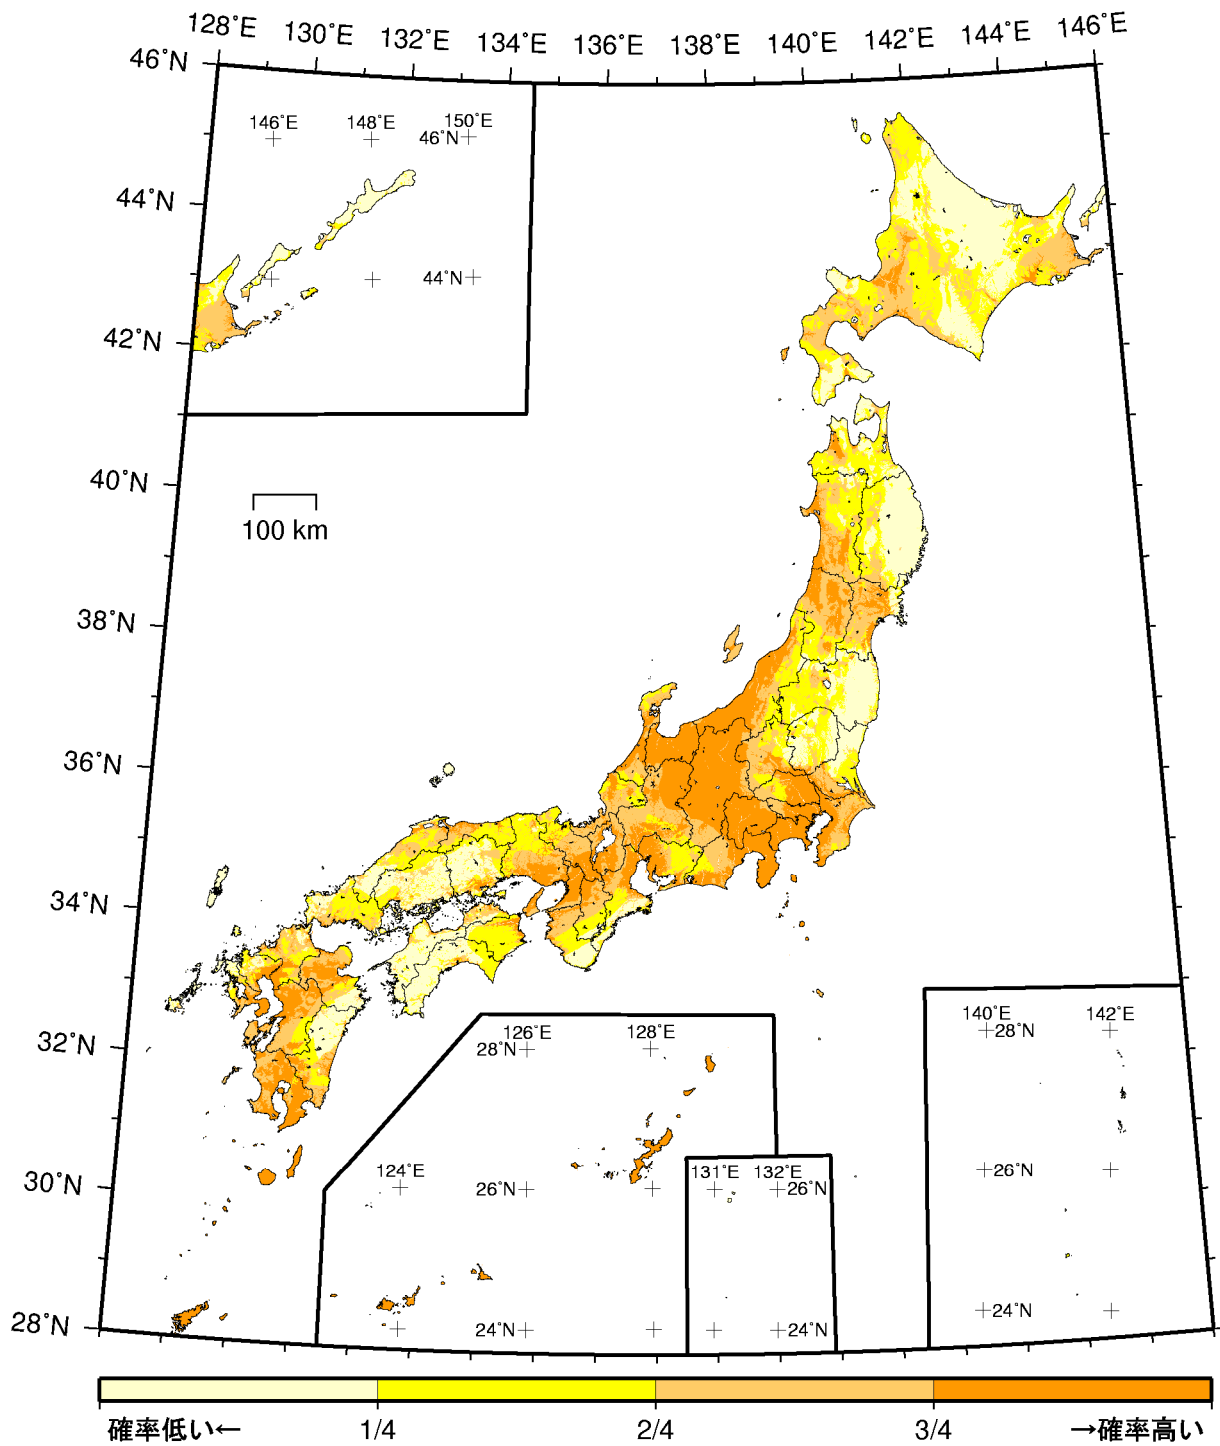 128°E 130°E 132°E 134°E 136°E 138°E 140°E 142°E 144°E 146°E
46°N
146°E 148°E 150°E
46°N
44°N
44°N
42°N
40°N
100 km
38°N
36°N
34°N
32°N
126°E 128°E
28°N
140°E 142°E
28°N
30°N
124°E
26°N
131°E 132°E
26°N
26°N
28°N
24°N
24°N
24°N
確率低い← 1/4 2/4 3/4 →確率高い